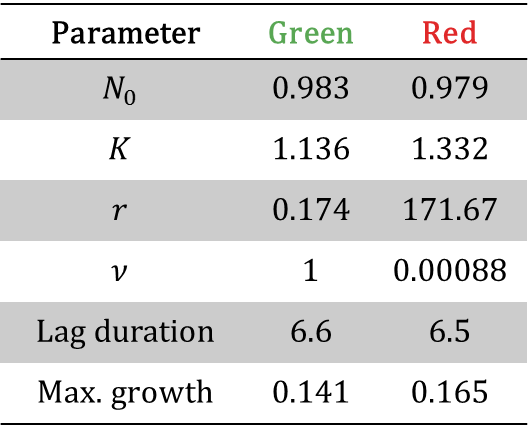 Parameter Green Red
N₀ 0.983 0.979
K 1.136 1.332
r 0.174 171.67
ν 1 0.00088
Lag duration 6.6 6.5
Max. growth 0.141 0.165